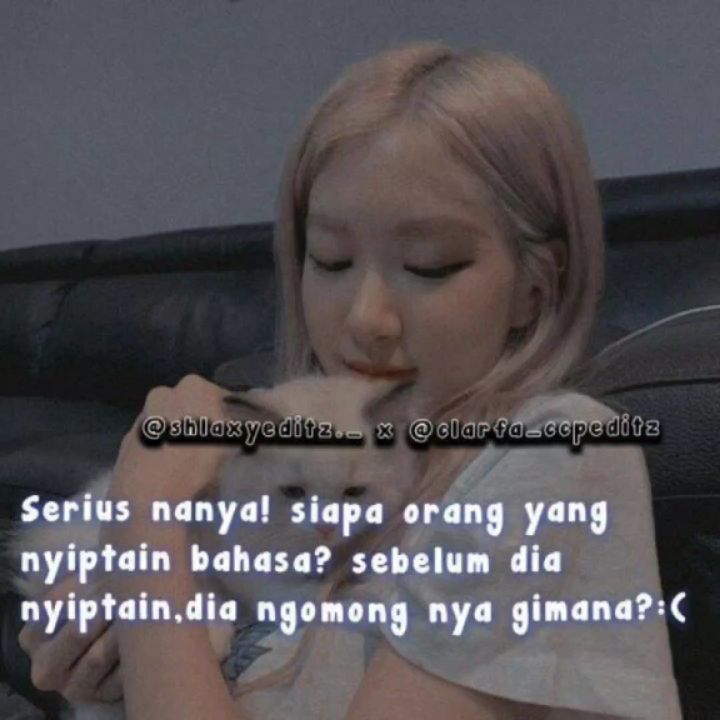 @shlaxyeditz._ x @clarfa_ccpeditz
Serius nanya! siapa orang yang
nyiptain bahasa? sebelum dia
nyiptain,dia ngomong nya gimana?:(